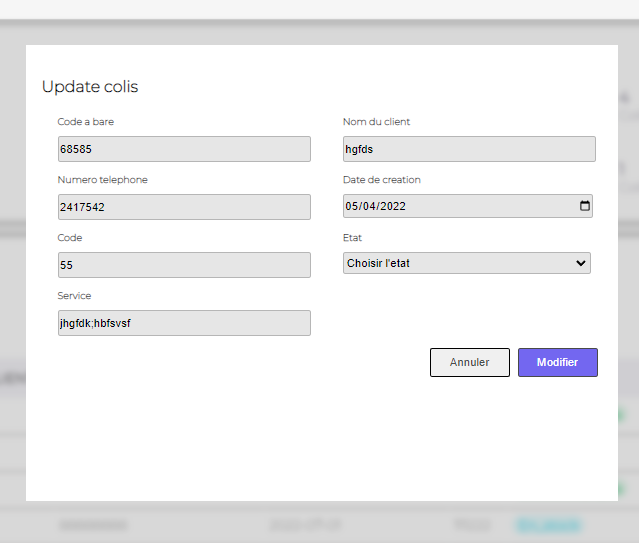 Update colis
Code a bare
Nom du client
68585
hgfds
Numero telephone
Date de creation
2417542
05/04/2022
Code
Etat
55
Choisir l'etat
Service
jhgfdk;hbfsvsf
Annuler
Modifier